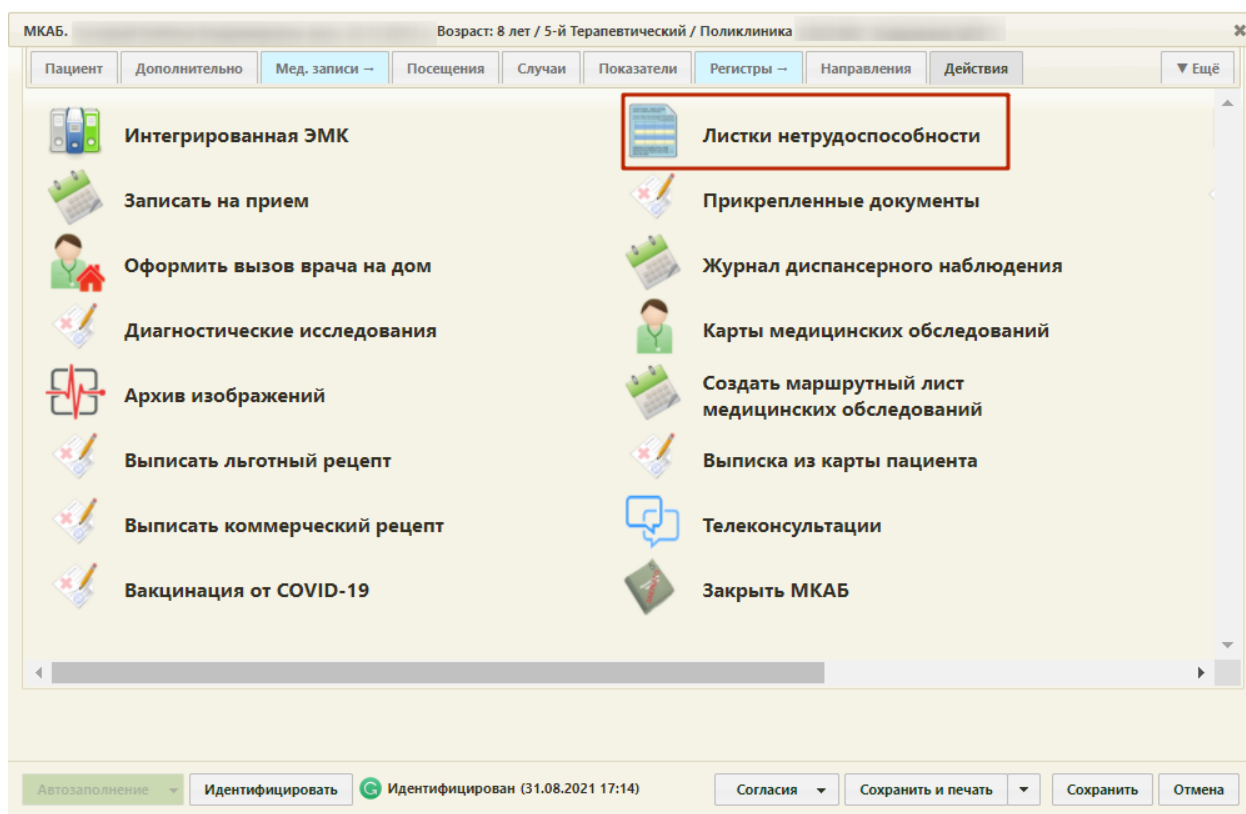 МКАБ.
Возраст: 8 лет / 5-й Терапевтический / Поликлиника
Пациент Дополнительно Мед. записи → Посещения Случаи Показатели Регистры → Направления Действия ▼ Ещё
Интегрированная ЭМК
Листки нетрудоспособности
Записать на прием
Прикрепленные документы
Оформить вызов врача на дом
Журнал диспансерного наблюдения
Диагностические исследования
Карты медицинских обследований
Архив изображений
Создать маршрутный лист
медицинских обследований
Выписать льготный рецепт
Выписка из карты пациента
Выписать коммерческий рецепт
Телеконсультации
Вакцинация от COVID-19
Закрыть МКАБ
Автозаполнение Идентифицировать Идентифицирован (31.08.2021 17:14) Согласия Сохранить и печать Сохранить Отмена